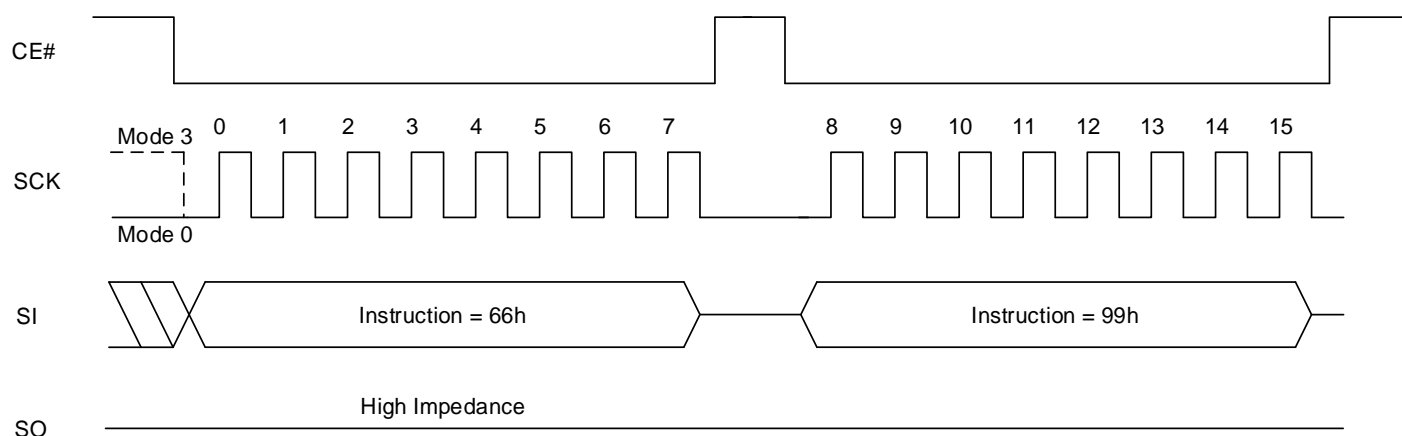 CE#
Mode 3 0 1 2 3 4 5 6 7 8 9 10 11 12 13 14 15
SCK
Mode 0
SI Instruction = 66h Instruction = 99h
High Impedance
SO